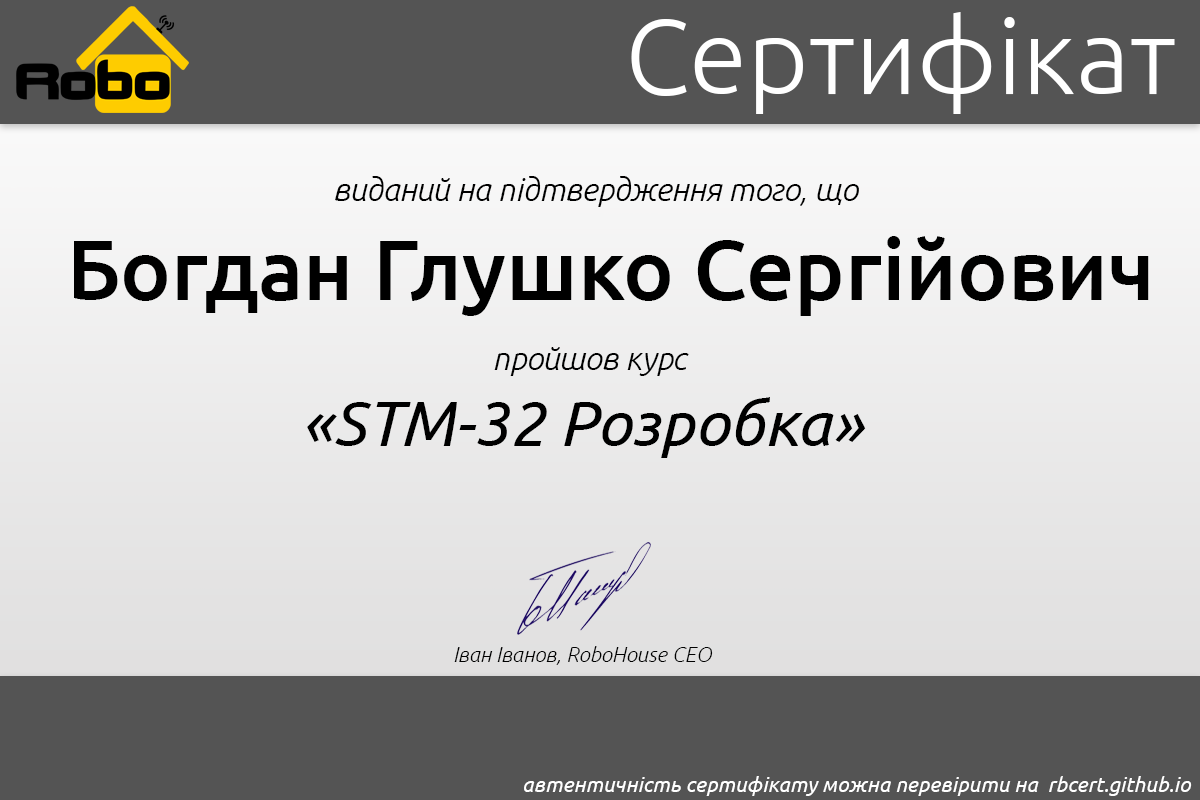 Robo
Сертифікат
виданий на підтвердження того, що
Богдан Глушко Сергійович
пройшов курс
«STM-32 Розробка»
Іван Іванов, RoboHouse CEO
автентичність сертифікату можна перевірити на rbcert.github.io